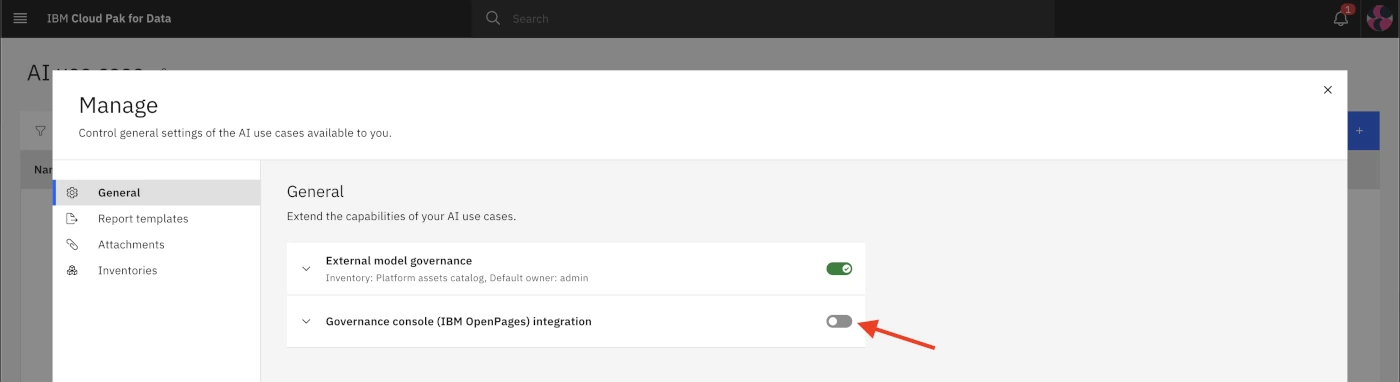 IBM Cloud Pak for Data
Search
1
AI use case
Manage
Control general settings of the AI use cases available to you.
General
Report templates
Attachments
Inventories
General
Extend the capabilities of your AI use cases.
External model governance
Inventory: Platform assets catalog, Default owner: admin
Governance console (IBM OpenPages) integration